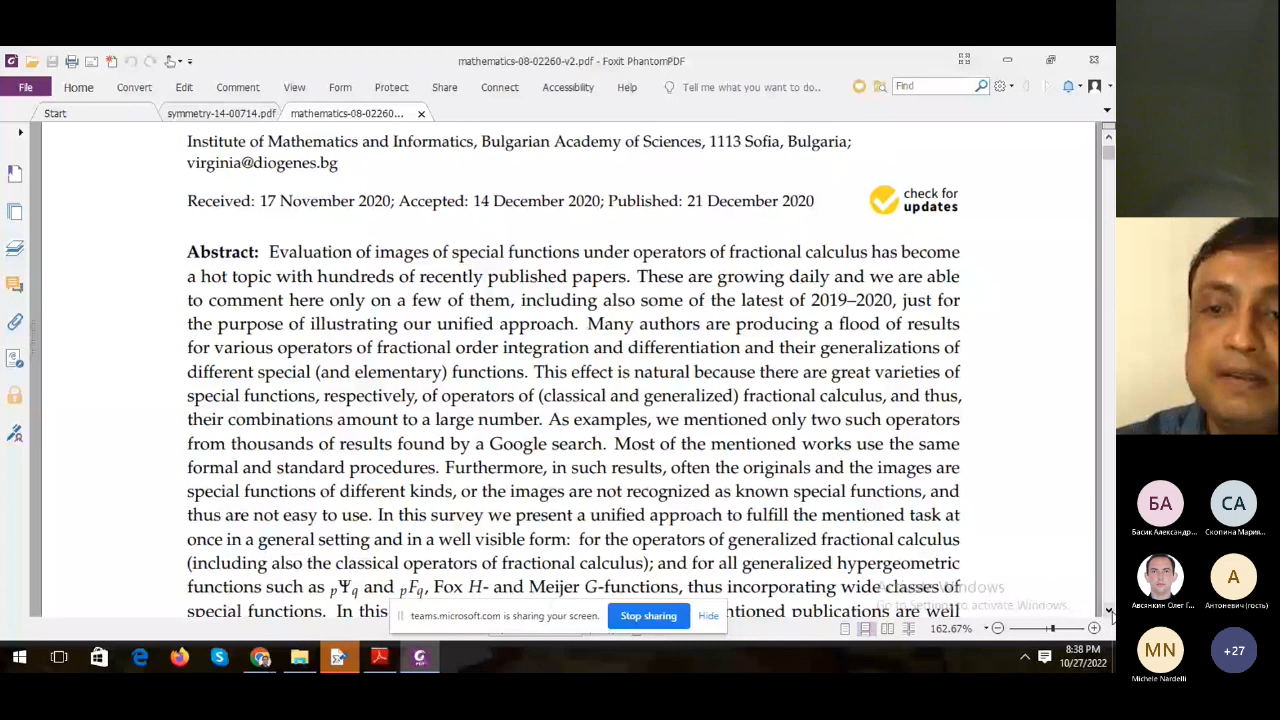 mathematics-08-02260-v2.pdf - Foxit PhantomPDF
File Home Convert Edit Comment View Form Protect Share Connect Accessibility Help Tell me what you want to do.. Find
Start symmetry-14-00714.pdf mathematics-08-02260...
Institute of Mathematics and Informatics, Bulgarian Academy of Sciences, 1113 Sofia, Bulgaria;
virginia@diogenes.bg
Received: 17 November 2020; Accepted: 14 December 2020; Published: 21 December 2020
check for
updates
Abstract: Evaluation of images of special functions under operators of fractional calculus has become
a hot topic with hundreds of recently published papers. These are growing daily and we are able
to comment here only on a few of them, including also some of the latest of 2019–2020, just for
the purpose of illustrating our unified approach. Many authors are producing a flood of results
for various operators of fractional order integration and differentiation and their generalizations of
different special (and elementary) functions. This effect is natural because there are great varieties of
special functions, respectively, of operators of (classical and generalized) fractional calculus, and thus,
their combinations amount to a large number. As examples, we mentioned only two such operators
from thousands of results found by a Google search. Most of the mentioned works use the same
formal and standard procedures. Furthermore, in such results, often the originals and the images are
special functions of different kinds, or the images are not recognized as known special functions, and
thus are not easy to use. In this survey we present a unified approach to fulfill the mentioned task at
once in a general setting and in a well visible form: for the operators of generalized fractional calculus
(including also the classical operators of fractional calculus); and for all generalized hypergeometric
functions such as pΨq and pFq, Fox H- and Meijer G-functions, thus incorporating wide classes of
special functions. In this mentioned publications are well
Activate Windows
Go to Settings to activate Windows.
teams.microsoft.com is sharing your screen. Stop sharing Hide
162.67%
8:38 PM
10/27/2022
БА
Басик Александр...
СА
Скопина Мария...
Авсянкин Олег Г...
А
Антоневич (гость)
MN
Michele Nardelli
+27